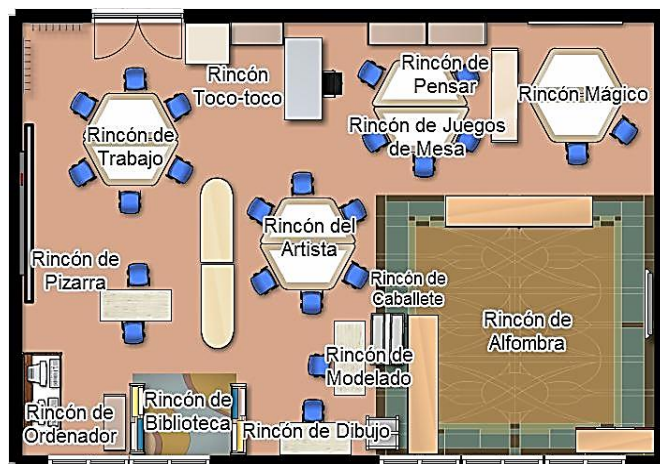 Rincón
Toco-toco
Rincón de
Pensar
Rincón Mágico
Rincón de
Trabajo
Rincón de Juegos
de Mesa
Rincón del
Artista
Rincón de
Pizarra
Rincón de
Caballete
Rincón de
Alfombra
Rincón de
Modelado
Rincón de
Ordenador
Rincón de
Biblioteca
Rincón de Dibujo